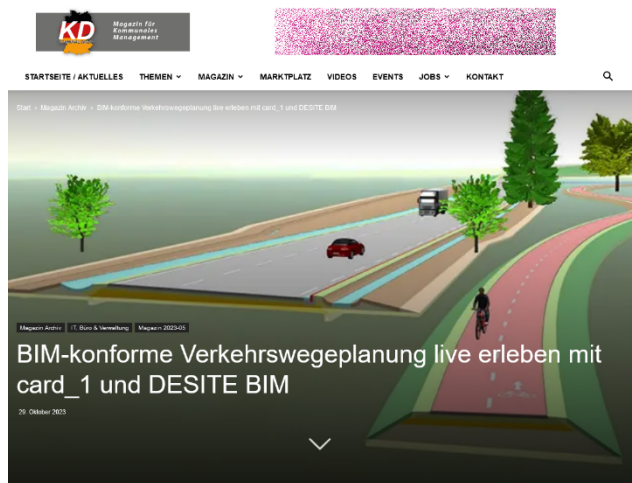 KD
Magazin für
Kommunales
Management
STARTSEITE / AKTUELLES THEMEN MAGAZIN MARKTPLATZ VIDEOS EVENTS JOBS KONTAKT
Start › Magazin Archiv › BIM-konforme Verkehrswegeplanung live erleben mit card_1 und DESITE BIM
Magazin Archiv IT, Büro & Verwaltung Magazin 2023-05
BIM-konforme Verkehrswegeplanung live erleben mit
card_1 und DESITE BIM
29. Oktober 2023